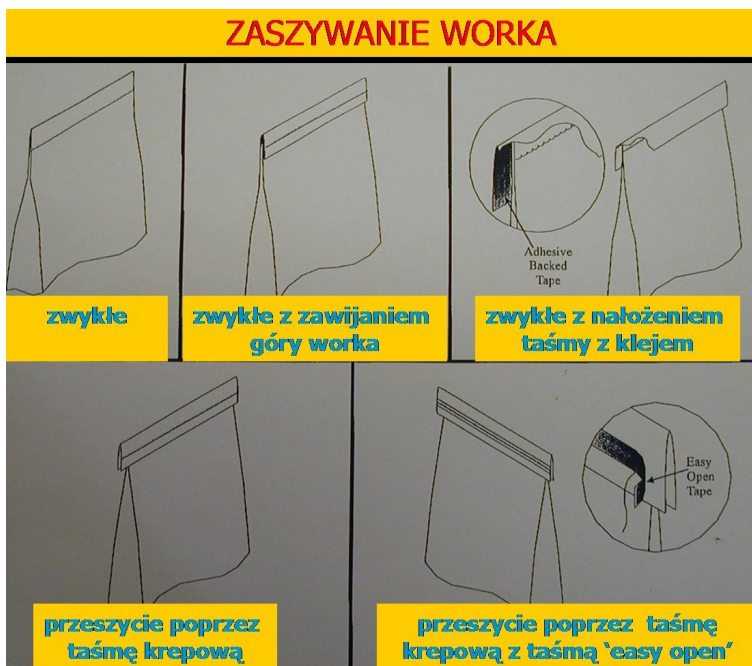 ZASZYWANIE WORKA
Adhesive
Backed
Tape
zwykłe
zwykłe z zawijaniem
góry worka
zwykłe z nałożeniem
taśmy z klejem
Easy
Open
Tape
przeszycie poprzez
taśmę krepową
przeszycie poprzez taśmę
krepową z taśmą ‘easy open’